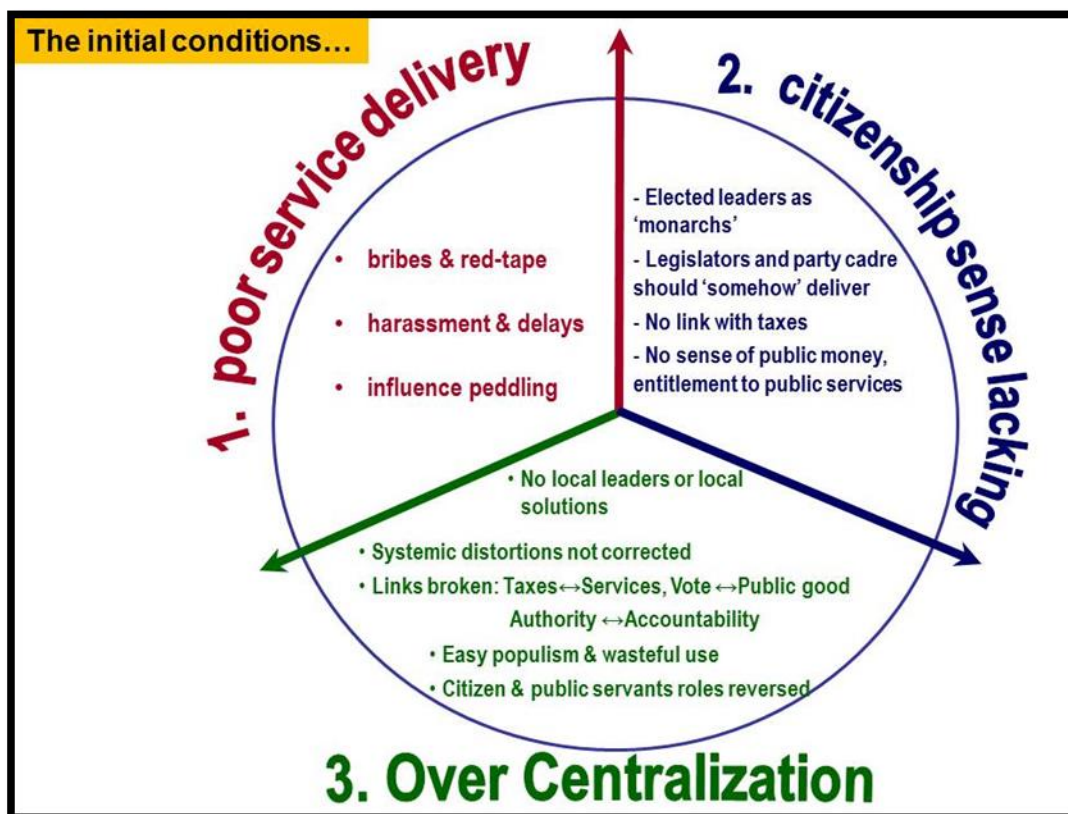 The initial conditions…
1. poor service delivery
• bribes & red-tape
• harassment & delays
• influence peddling
2. citizenship sense lacking
- Elected leaders as
‘monarchs’
- Legislators and party cadre
should ‘somehow’ deliver
- No link with taxes
- No sense of public money,
entitlement to public services
• No local leaders or local
solutions
• Systemic distortions not corrected
• Links broken: Taxes↔Services, Vote ↔Public good
Authority ↔Accountability
• Easy populism & wasteful use
• Citizen & public servants roles reversed
3. Over Centralization